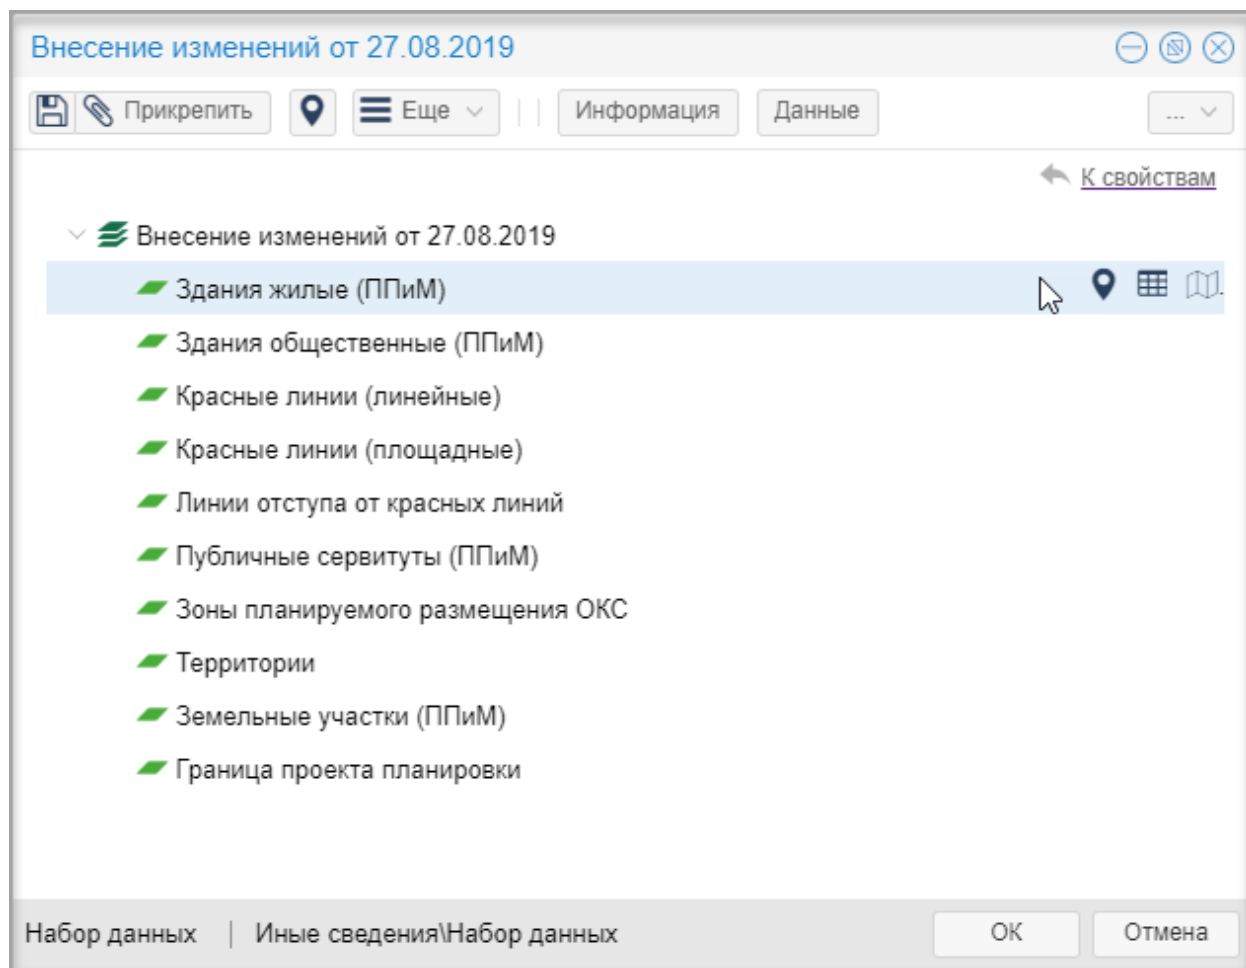 Внесение изменений от 27.08.2019
Прикрепить Еще Информация Данные ...
К свойствам
Внесение изменений от 27.08.2019
Здания жилые (ППиМ)
Здания общественные (ППиМ)
Красные линии (линейные)
Красные линии (площадные)
Линии отступа от красных линий
Публичные сервитуты (ППиМ)
Зоны планируемого размещения ОКС
Территории
Земельные участки (ППиМ)
Граница проекта планировки
Набор данных | Иные сведения\Набор данных ОК Отмена